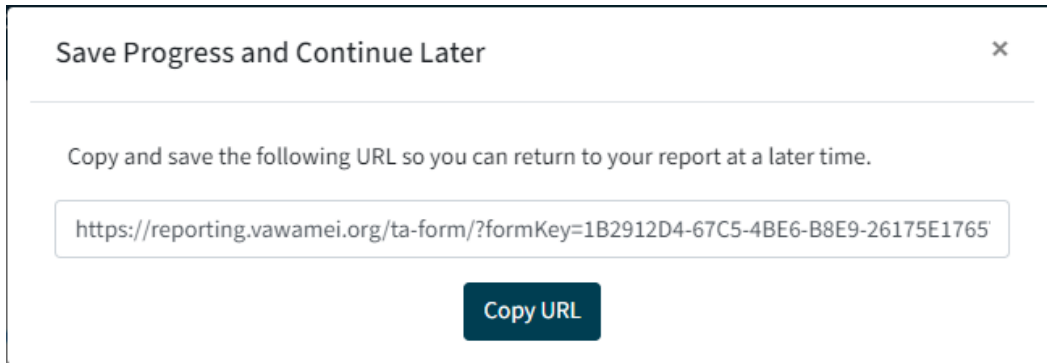 Save Progress and Continue Later ×
Copy and save the following URL so you can return to your report at a later time.
https://reporting.vawamei.org/ta-form/?formKey=1B2912D4-67C5-4BE6-B8E9-26175E1765
Copy URL